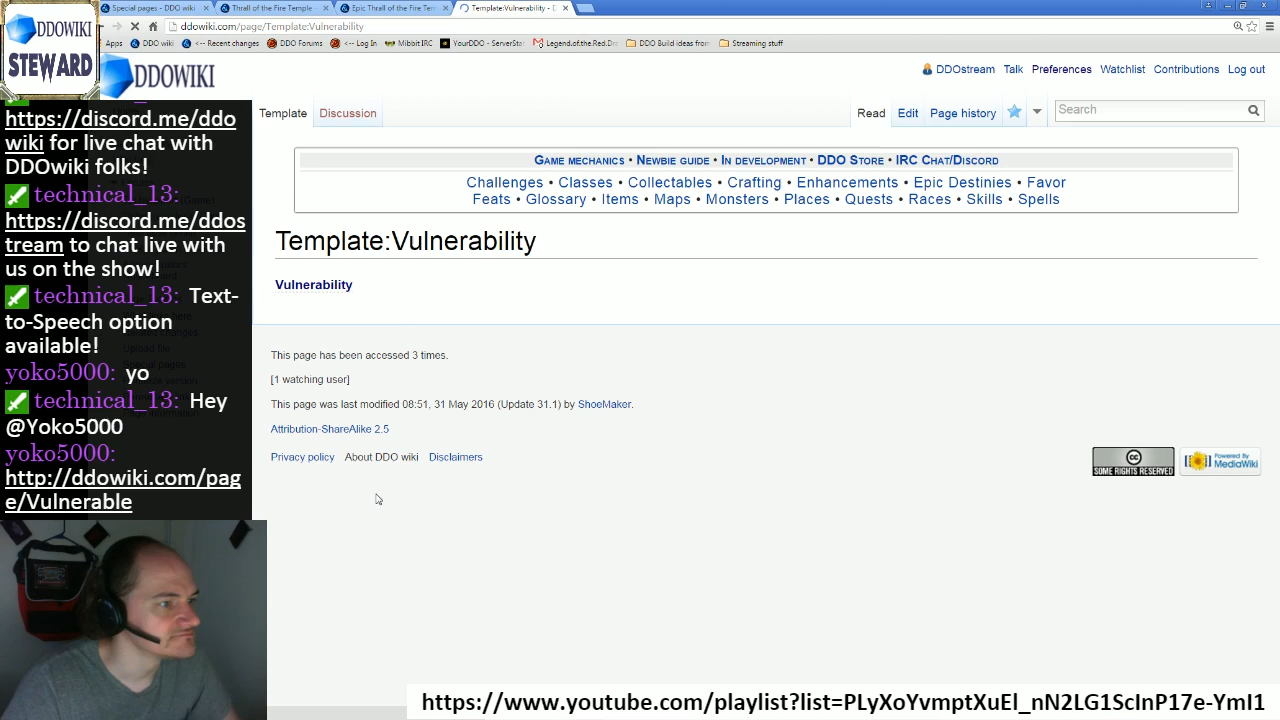 Special pages - DDO wiki
Thrall of the Fire Temple -
Epic Thrall of the Fire Tem
Template:Vulnerability - D
ddowiki.com/page/Template:Vulnerability
Apps
DDO wiki
<- Recent changes
DDO Forums
<- Log In
Mibbit IRC
YourDDO - ServerSta
Legend.of.the.Red.Dr
DDO Build ideas from
Streaming stuff
DDOWIKI
STEWARD
DDOWIKI
DDOstream Talk Preferences Watchlist Contributions Log out
Template Discussion
Read Edit Page history
Search
Game mechanics • Newbie guide • In development • DDO Store • IRC Chat/Discord
Challenges • Classes • Collectables • Crafting • Enhancements • Epic Destinies • Favor
Feats • Glossary • Items • Maps • Monsters • Places • Quests • Races • Skills • Spells
Template:Vulnerability
Vulnerability
This page has been accessed 3 times.
[1 watching user]
This page was last modified 08:51, 31 May 2016 (Update 31.1) by ShoeMaker.
Attribution-ShareAlike 2.5
Privacy policy About DDO wiki Disclaimers
cc
SOME RIGHTS RESERVED
Powered By
MediaWiki
https://discord.me/ddo
wiki for live chat with
DDOwiki folks!
technical_13:
https://discord.me/ddos
tream to chat live with
us on the show!
technical_13: Text-
to-Speech option
available!
yoko5000: yo
technical_13: Hey
@Yoko5000
yoko5000:
http://ddowiki.com/pag
e/Vulnerable
Upload file
Special pages
https://www.youtube.com/playlist?list=PLyXoYvmptXuEl_nN2LG1ScInP17e-YmI1